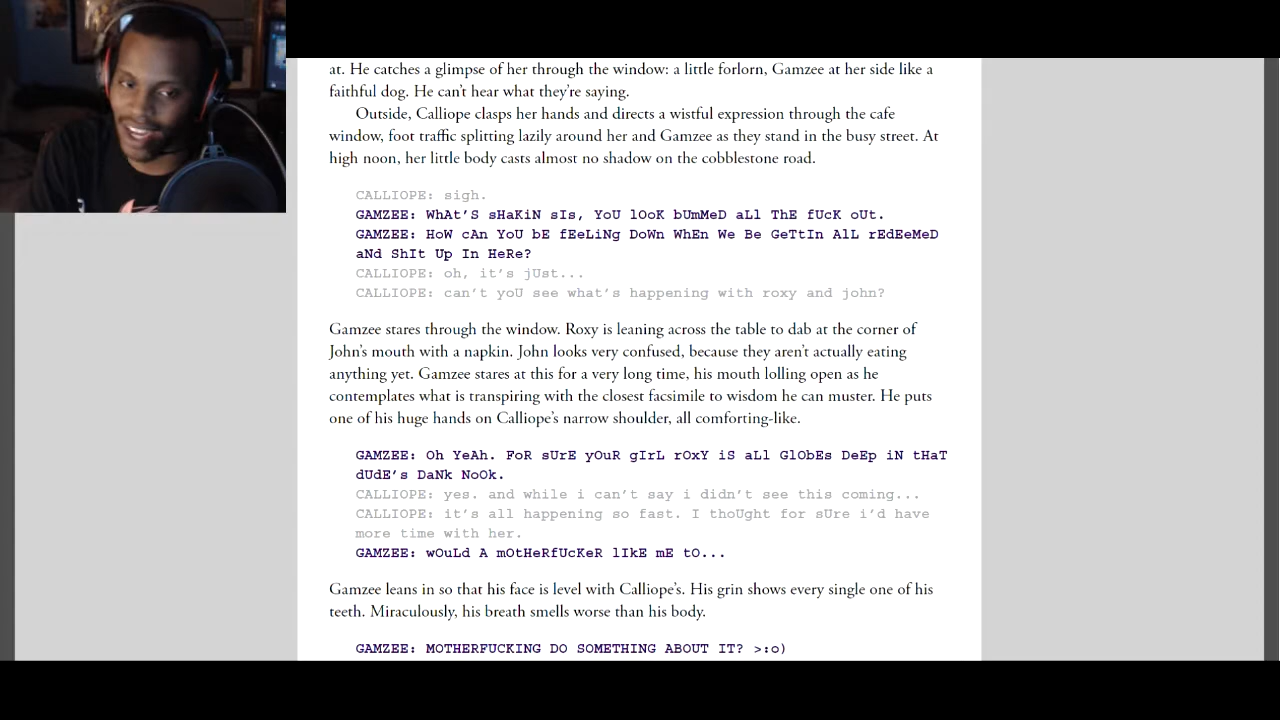 at. He catches a glimpse of her through the window: a little forlorn, Gamzee at her side like a
faithful dog. He can't hear what they're saying.
Outside, Calliope clasps her hands and directs a wistful expression through the cafe
window, foot traffic splitting lazily around her and Gamzee as they stand in the busy street. At
high noon, her little body casts almost no shadow on the cobblestone road.
CALLIOPE: sigh.
GAMZEE: WhAt'S sHaKiN sIs, YoU lOoK bUmMeD aLl ThE fUcK oUt.
GAMZEE: HoW cAn YoU bE fEeLiNg DoWn WhEn We Be GeTtIn AlL rEdEeMeD
aNd ShIt Up In HeRe?
CALLIOPE: oh, it's jUst...
CALLIOPE: can't yoU see what's happening with roxy and john?
Gamzee stares through the window. Roxy is leaning across the table to dab at the corner of
John's mouth with a napkin. John looks very confused, because they aren't actually eating
anything yet. Gamzee stares at this for a very long time, his mouth lolling open as he
contemplates what is transpiring with the closest facsimile to wisdom he can muster. He puts
one of his huge hands on Calliope's narrow shoulder, all comforting-like.
GAMZEE: Oh YeAh. FoR sUrE yOuR gIrL rOxY iS aLl GlObEs DeEp iN tHaT
dUdE's DaNk NoOk.
CALLIOPE: yes. and while i can't say i didn't see this coming...
CALLIOPE: it's all happening so fast. I thoUght for sUre i'd have
more time with her.
GAMZEE: wOuLd A mOtHeRfUcKeR lIkE mE tO...
Gamzee leans in so that his face is level with Calliope's. His grin shows every single one of his
teeth. Miraculously, his breath smells worse than his body.
GAMZEE: MOTHERFUCKING DO SOMETHING ABOUT IT? >:o)